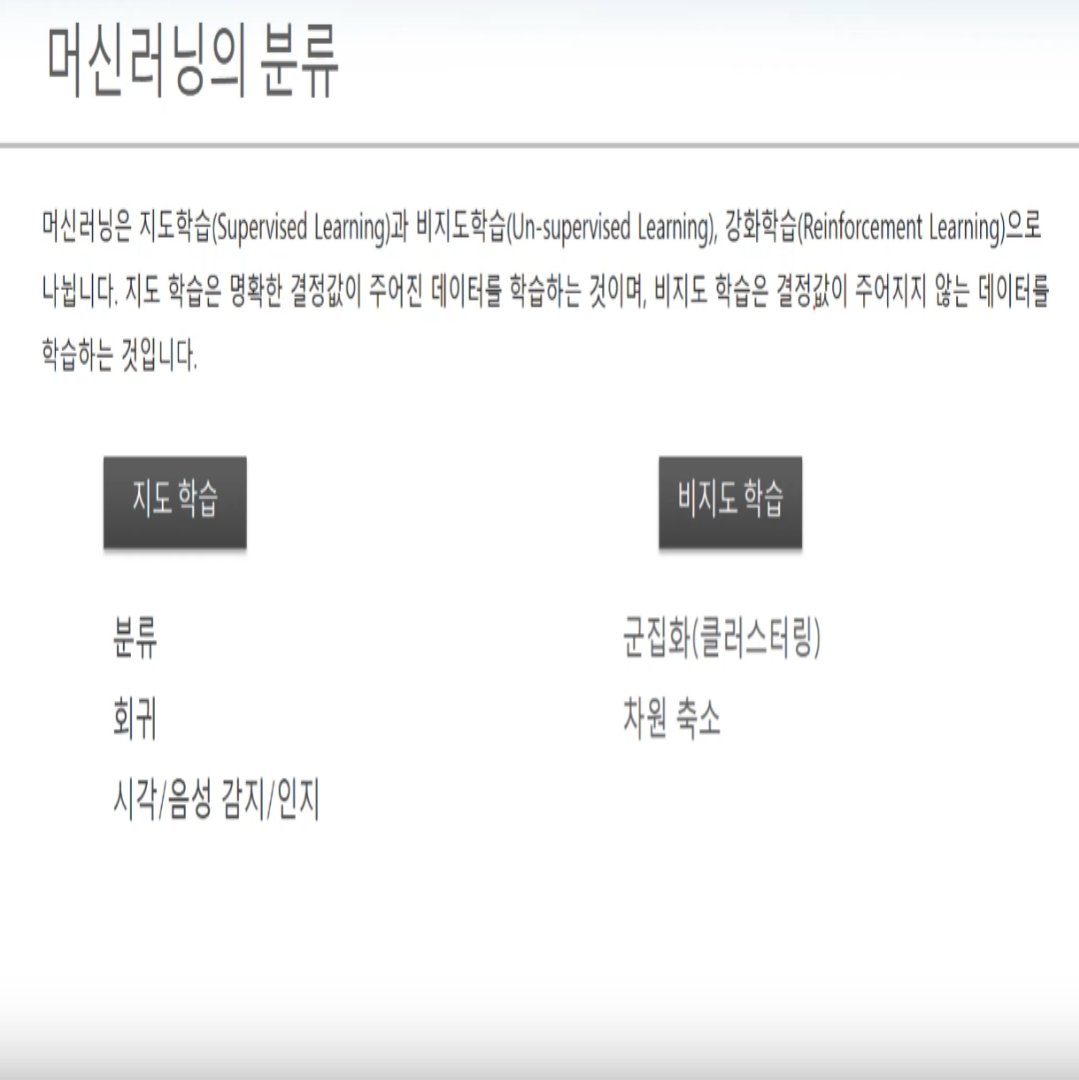 머신러닝의 분류
머신러닝은 지도학습(Supervised Learning)과 비지도학습(Un-supervised Learning), 강화학습(Reinforcement Learning)으로
나뉩니다. 지도 학습은 명확한 결정값이 주어진 데이터를 학습하는 것이며, 비지도 학습은 결정값이 주어지지 않는 데이터를
학습하는 것입니다.
지도 학습
비지도 학습
분류
회귀
시각/음성 감지/인지
군집화(클러스터링)
차원 축소